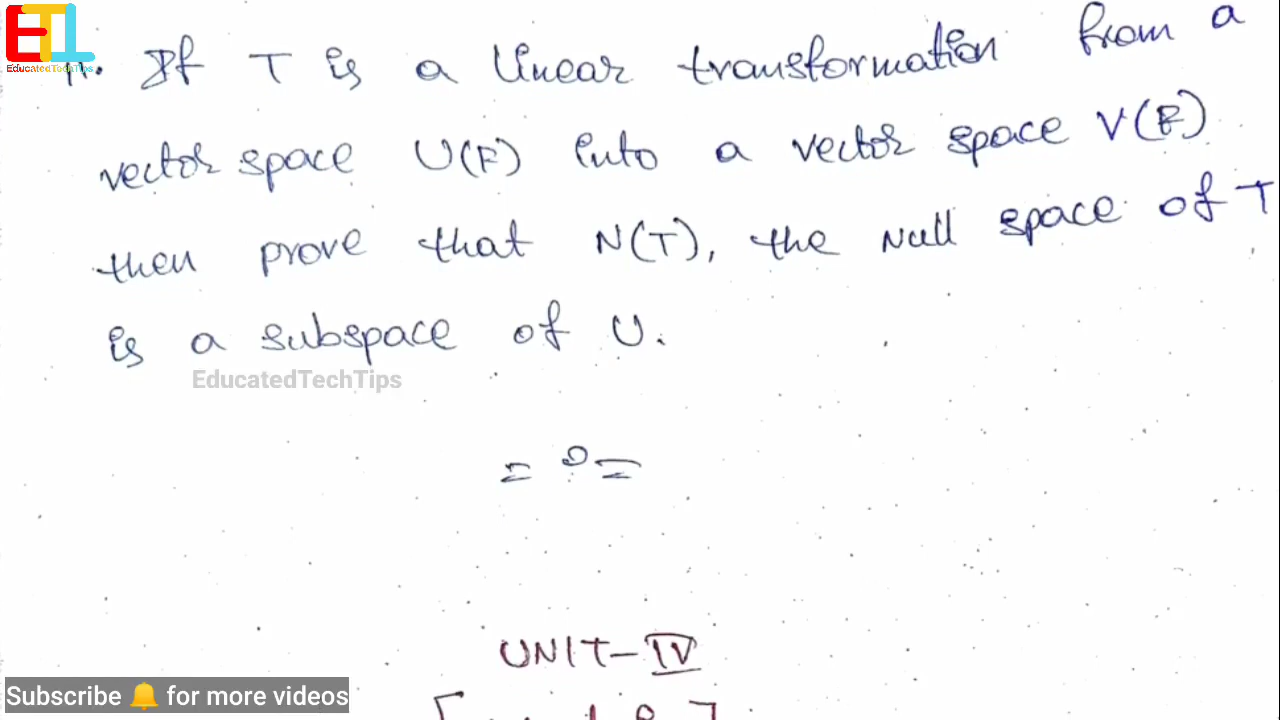 ETL
EducatedTechTips
11. If T is a linear transformation from a
vector space U(F) into a vector space V(F)
then prove that N(T), the null space of T
is a subspace of U.
EducatedTechTips
UNIT-IV
Subscribe 🔔 for more videos